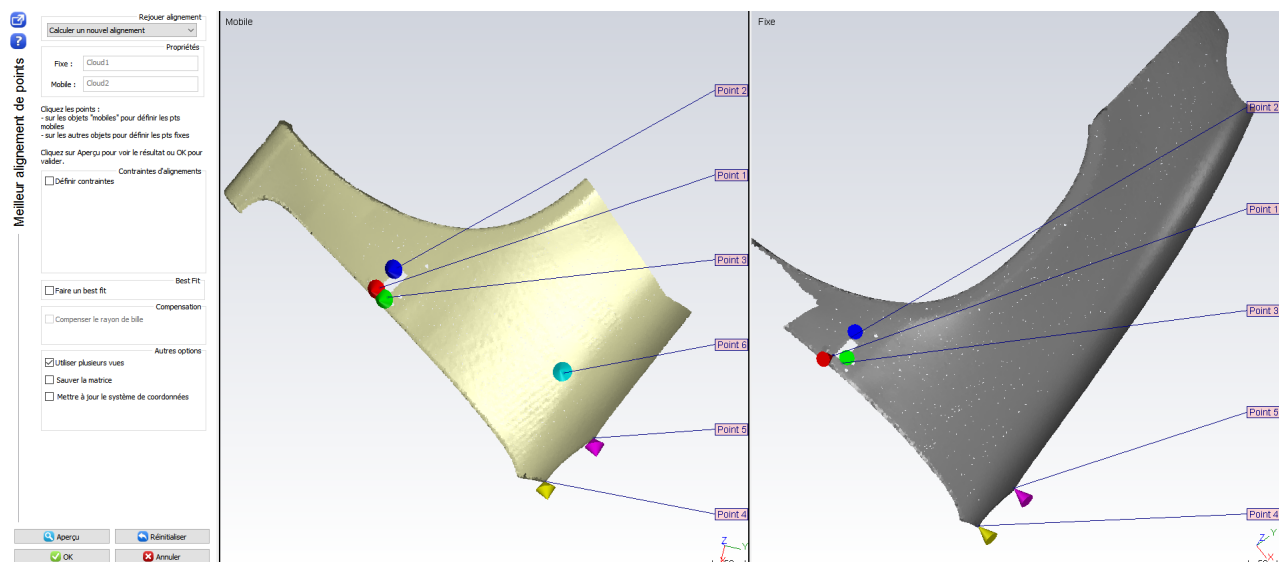 Meilleur alignement de points
Rejouer alignement
Calculer un nouvel alignement
Propriétés
Fixe :
Cloud1
Mobile :
Cloud2
Cliquez les points :
- sur les objets "mobiles" pour définir les pts
mobiles
- sur les autres objets pour définir les pts fixes
Cliquez sur Aperçu pour voir le résultat ou OK pour
valider.
Contraintes d'alignements
Définir contraintes
Best Fit
Faire un best fit
Compensation
Compenser le rayon de bille
Autres options
Utiliser plusieurs vues
Sauver la matrice
Mettre à jour le système de coordonnées
Aperçu
Réinitialiser
OK
Annuler
Mobile
Point 2
Point 1
Point 3
Point 6
Point 5
Point 4
Z
Y
Fixe
Point 2
Point 1
Point 3
Point 5
Point 4
Z
Y
X